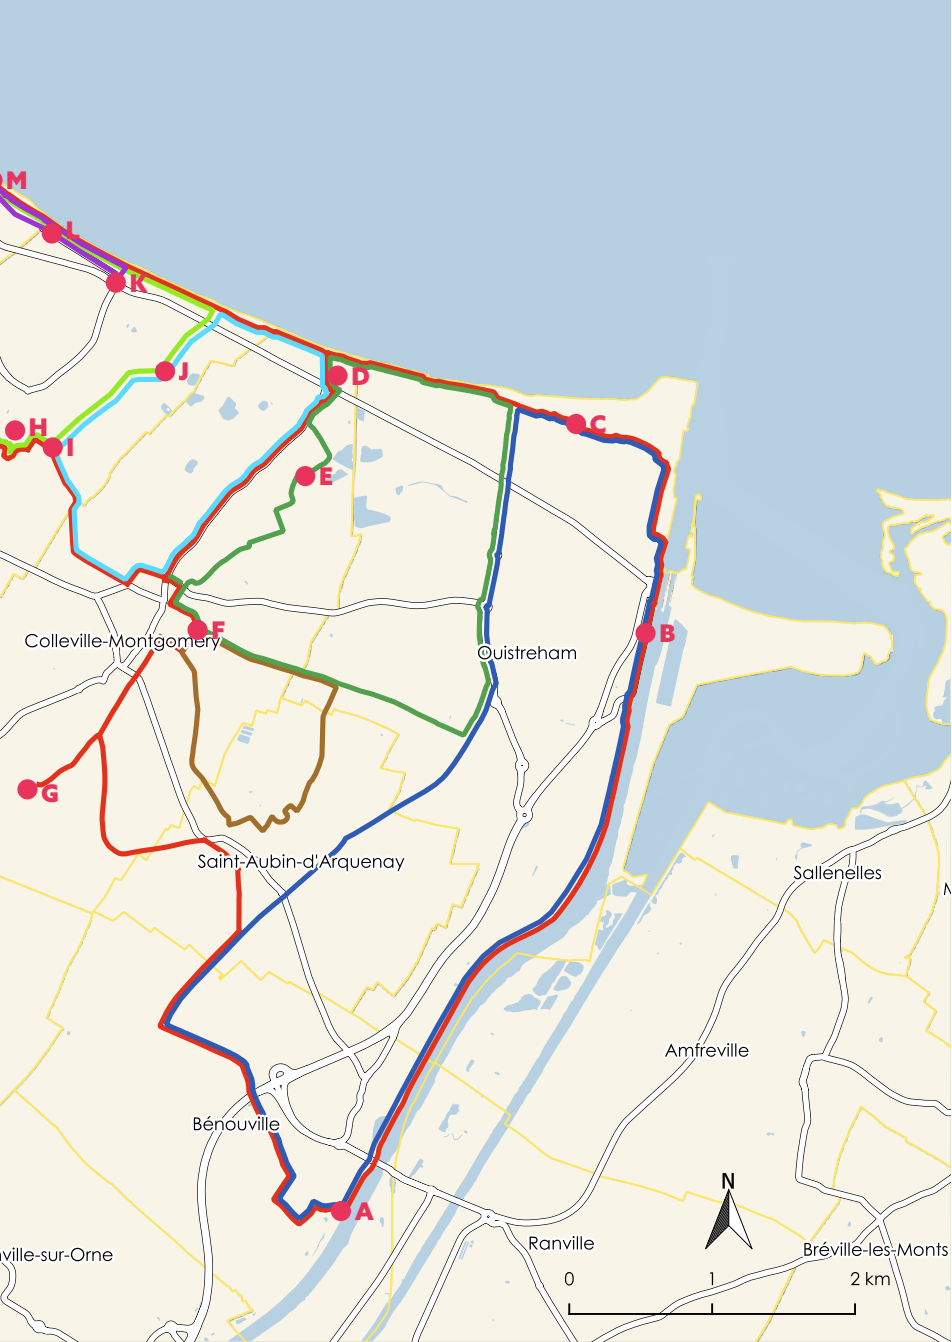 M
L
K
D
J
C
H
I
E
F
Colleville-Montgomery
B
Ouistreham
G
Saint-Aubin-d'Arquenay
Sallenelles
M
Amfreville
Bénouville
N
A
Ranville
Bréville-les-Monts
ville-sur-Orne
0 1 2 km